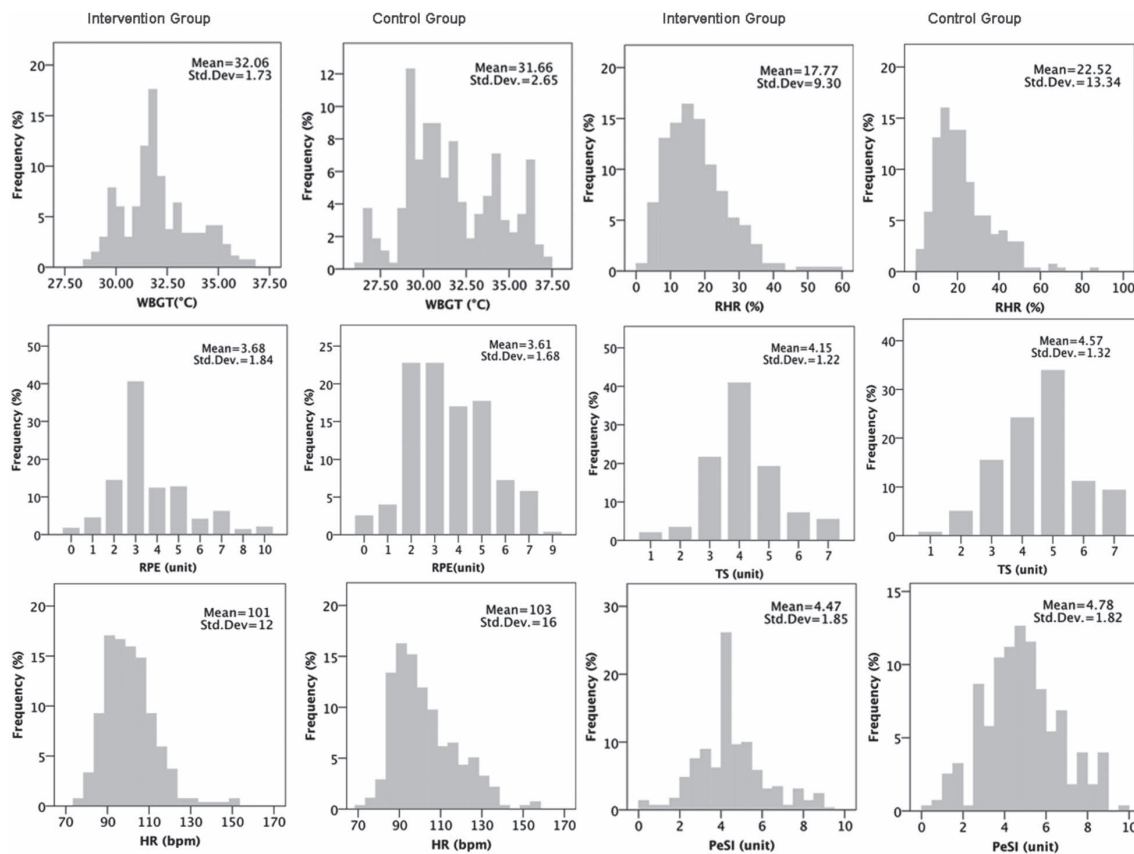 Intervention Group
Control Group
Intervention Group
Control Group
Mean=32.06
Std.Dev=1.73
Frequency (%)
20
15
10
5
0
27.50 30.00 32.50 35.00 37.50
WBGT(°C)
Mean=31.66
Std.Dev.=2.65
Frequency (%)
12
10
8
6
4
2
0
27.50 30.00 32.50 35.00 37.50
WBGT (°C)
Mean=17.77
Std.Dev=9.30
Frequency (%)
20
15
10
5
0
0 10 20 30 40 50 60
RHR (%)
Mean=22.52
Std.Dev.=13.34
Frequency (%)
20
15
10
5
0
0 20 40 60 80 100
RHR (%)
Mean=3.68
Std.Dev.=1.84
Frequency (%)
50
40
30
20
10
0
0 1 2 3 4 5 6 7 8 10
RPE (unit)
Mean=3.61
Std.Dev.=1.68
Frequency (%)
25
20
15
10
5
0
0 1 2 3 4 5 6 7 9
RPE(unit)
Mean=4.15
Std.Dev.=1.22
Frequency (%)
50
40
30
20
10
0
1 2 3 4 5 6 7
TS (unit)
Mean=4.57
Std.Dev.=1.32
Frequency (%)
40
30
20
10
0
1 2 3 4 5 6 7
TS (unit)
Mean=101
Std.Dev=12
Frequency (%)
20
15
10
5
0
70 90 110 130 150 170
HR (bpm)
Mean=103
Std.Dev.=16
Frequency (%)
20
15
10
5
0
70 90 110 130 150 170
HR (bpm)
Mean=4.47
Std.Dev.=1.85
Frequency (%)
30
20
10
0
0 2 4 6 8 10
PeSI (unit)
Mean=4.78
Std.Dev.=1.82
Frequency (%)
15
10
5
0
0 2 4 6 8 10
PeSI (unit)